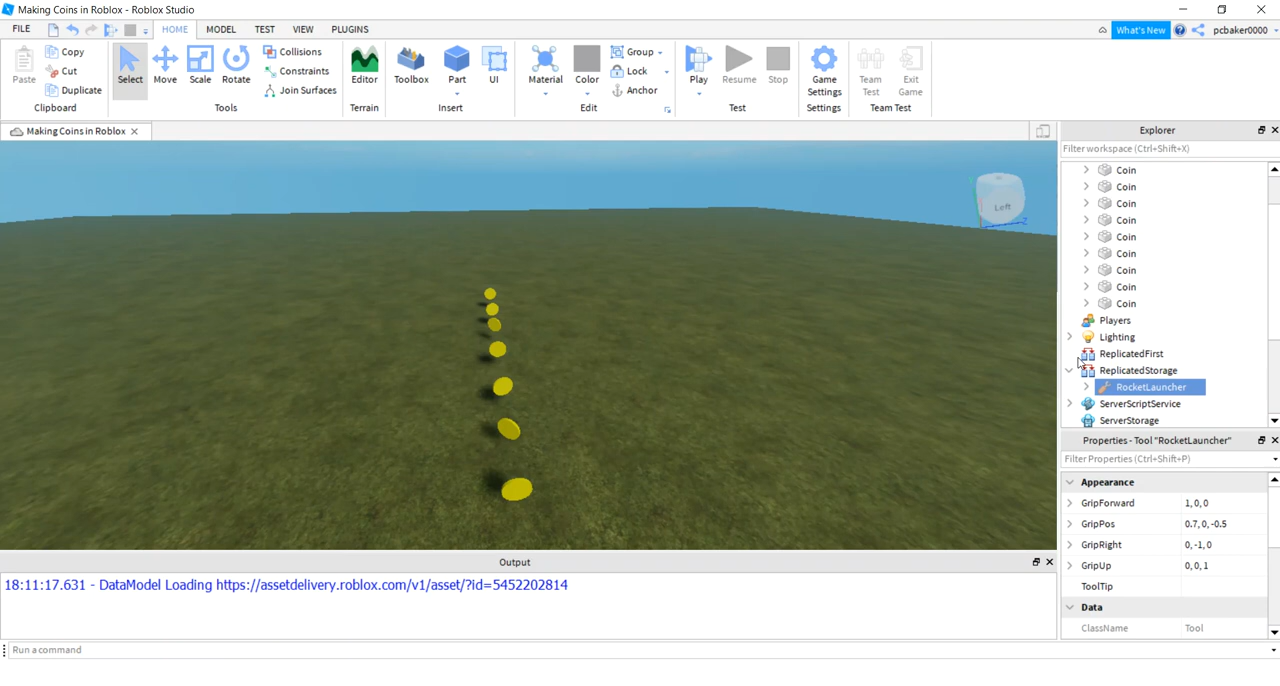 Making Coins in Roblox - Roblox Studio
FILE HOME MODEL TEST VIEW PLUGINS What's New pcbaker0000
Paste Copy Cut Duplicate Select Move Scale Rotate Collisions Constraints Join Surfaces Editor Toolbox Part UI Material Color Group Lock Anchor Play Resume Stop Game Settings Team Test Exit Game
Clipboard Tools Terrain Insert Edit Test Settings Team Test
Making Coins in Roblox
Explorer
Filter workspace (Ctrl+Shift+X)
Coin
Coin
Coin
Coin
Coin
Coin
Coin
Coin
Coin
Players
Lighting
ReplicatedFirst
ReplicatedStorage
RocketLauncher
ServerScriptService
ServerStorage
Left
Properties - Tool "RocketLauncher"
Filter Properties (Ctrl+Shift+P)
Appearance
GripForward 1, 0, 0
GripPos 0.7, 0, -0.5
GripRight 0, -1, 0
GripUp 0, 0, 1
ToolTip
Data
ClassName Tool
Output
18:11:17.631 - DataModel Loading https://assetdelivery.roblox.com/v1/asset/?id=5452202814
Run a command